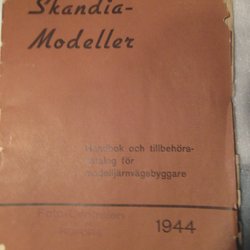 Skandia-
Modeller
Handbok och tillbehörs-
katalog för
modelljärnvägsbyggare
1944